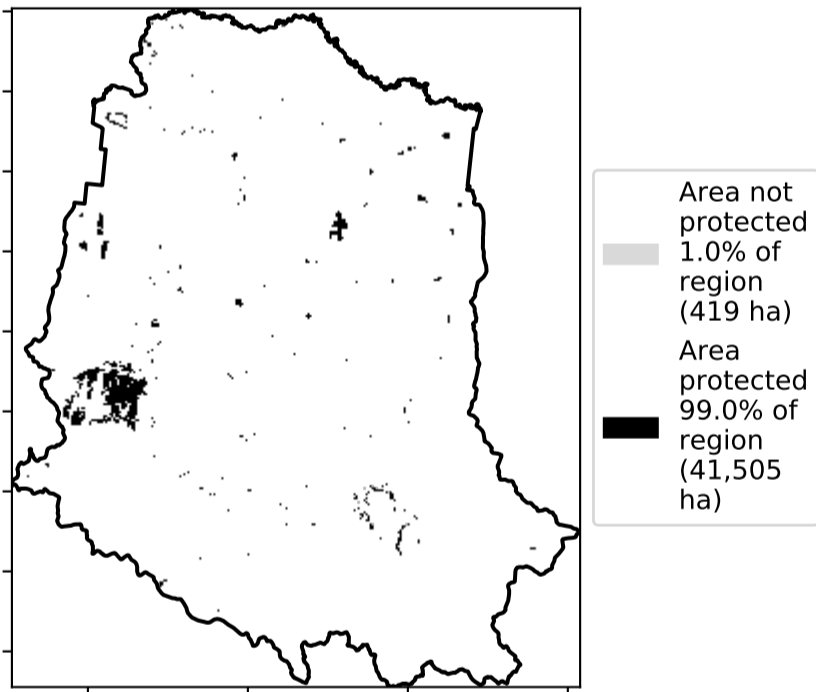 Area not
protected
1.0% of
region
(419 ha)
Area
protected
99.0% of
region
(41,505
ha)